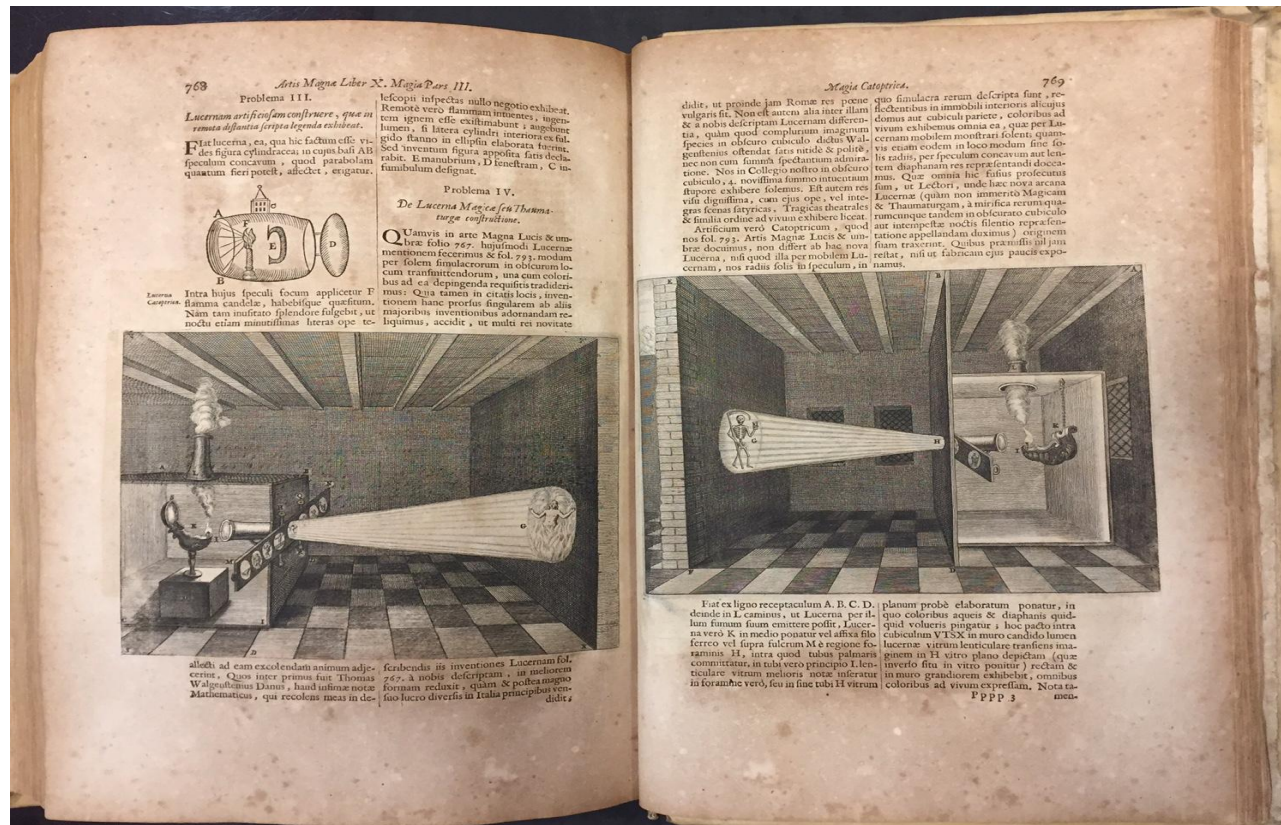 768 Artis Magnæ Liber X. Magia Pars III.
Problema III.
Lucernam artificioſam conſtruere, quæ in
remota diſtantia ſcripta legenda exhibeat.
FIat lucerna, ea, qua hic factum eſſe vi-
des figura cylindracea; in cujus baſi AB
ſpeculum concavum, quod parabolam
quantum fieri poteſt, affectet, erigatur.
A
C
F
E
D
B
Lucerna
Catoptrica.
Intra hujus ſpeculi focum applicetur F
flamma candelæ, habebiſque quæſitum.
Nam tam inuſitato ſplendore fulgebit, ut
noctu etiam minutiſſimas literas ope te-
leſcopii inſpectas nullo negotio exhibeat.
Remotè vero flammam intuentes, ingen-
tem ignem eſſe exiſtimabunt; augebunt
lumen, ſi latera cylindri interiora ex ful-
gido ſtanno in ellipſin elaborata fuerint.
Sed inventum figura appoſita ſatis decla-
rabit. E manubrium, D feneſtram, C in-
fumibulum deſignat.
Problema IV.
De Lucerna Magica ſeu Thauma-
turga conſtructione.
QUamvis in arte Magna Lucis & um-
bræ folio 767. hujuſmodi Lucernæ
mentionem fecerimus & fol. 793. modum
per ſolem ſimulacrorum in obſcurum lo-
cum tranſmittendorum, una cum colori-
bus ad ea depingenda requiſitis tradideri-
mus: Quia tamen in citatis locis, inven-
tionem hanc prorſus ſingularem ab aliis
majoribus inventionibus adornandam re-
liquimus, accidit, ut multi rei novitate
G
allecti ad eam excolendam animum adje-
cerint. Quos inter primus fuit Thomas
Walgenſtenius Danus, haud infimæ notæ
Mathematicus, qui recolens meas in de-
ſcribendis iis inventiones Lucernam fol.
767. à nobis deſcriptam, in meliorem
formam reduxit, quam & poſtea magno
ſuo lucro diverſis in Italia principibus ven-
didit,
Magia Catoptrica. 769
didit, ut proinde jam Romæ res pœne
vulgaris ſit. Non eſt autem alia inter illam
& a nobis deſcriptam Lucernam differen-
tia, quàm quod complurium imaginum
ſpecies in obſcuro cubiculo dictus Wal-
genſtenius oſtendat ſatis nitidè & politè,
nec non cum ſumma ſpectantium admira-
tione. Nos in Collegio noſtro in obſcuro
cubiculo, 4. noviſſima ſummo intuentium
ſtupore exhibere ſolemus. Eſt autem res
viſu digniſſima, cum ejus ope, vel inte-
gras ſcenas ſatyricas, Tragicas theatrales
& ſimilia ordine ad vivum exhibere liceat.
Artificium verò Catoptricum, quod
nos fol. 793. Artis Magnæ Lucis & um-
bræ docuimus, non differt ab hac nova
Lucerna, niſi quod illa per mobilem Lu-
cernam, nos radiis ſolis in ſpeculum, in
quo ſimulacra rerum deſcripta ſunt, re-
flectentibus in immobili interioris alicujus
domus aut cubiculi pariete, coloribus ad
vivum exhibemus omnia ea, quæ per Lu-
cernam mobilem monſtrari ſolent; quam-
vis etiam eodem in loco modum ſine ſo-
lis radiis, per ſpeculum concavum aut len-
tem diaphanam res repræſentandi docea-
mus. Quæ omnia hic fuſius proſecutus
ſum, ut Lectori, unde hæc nova arcana
Lucernæ (quàm non immeritò Magicam
& Thaumaturgam, à mirifica rerum qua-
rumcunque tandem in obſcurato cubiculo
aut intempeſtæ noctis ſilentio repræſen-
tatione appellandam duximus) originem
ſuam traxerint. Quibus præmiſſis nil jam
reſtat, niſi ut fabricam ejus paucis expo-
namus.
G
H
Fiat ex ligno receptaculum A. B. C. D.
deinde in L caminus, ut Lucerna per il-
lum fumum ſuum emittere poſſit, Lucer-
na verò K in medio ponatur vel affixa filo
ferreo vel ſupra fulcrum M è regione fo-
raminis H, intra quod tubus palmaris
committatur, in tubi vero principio I. len-
ticulare vitrum melioris notæ inſeratur
in foramine verò, ſeu in fine tubi H vitrum
planum probè elaboratum ponatur, in
quo coloribus aqueis & diaphanis quid-
quid volueris pingatur; hoc pacto intra
cubiculum VTSX in muro candido lumen
lucernæ vitrum lenticulare tranſiens ima-
ginem in H vitro plano depictam (quæ
inverſo ſitu in vitro ponitur) rectam &
in muro grandiorem exhibebit, omnibus
coloribus ad vivum expreſſam. Nota ta-
PPPP 3 men-